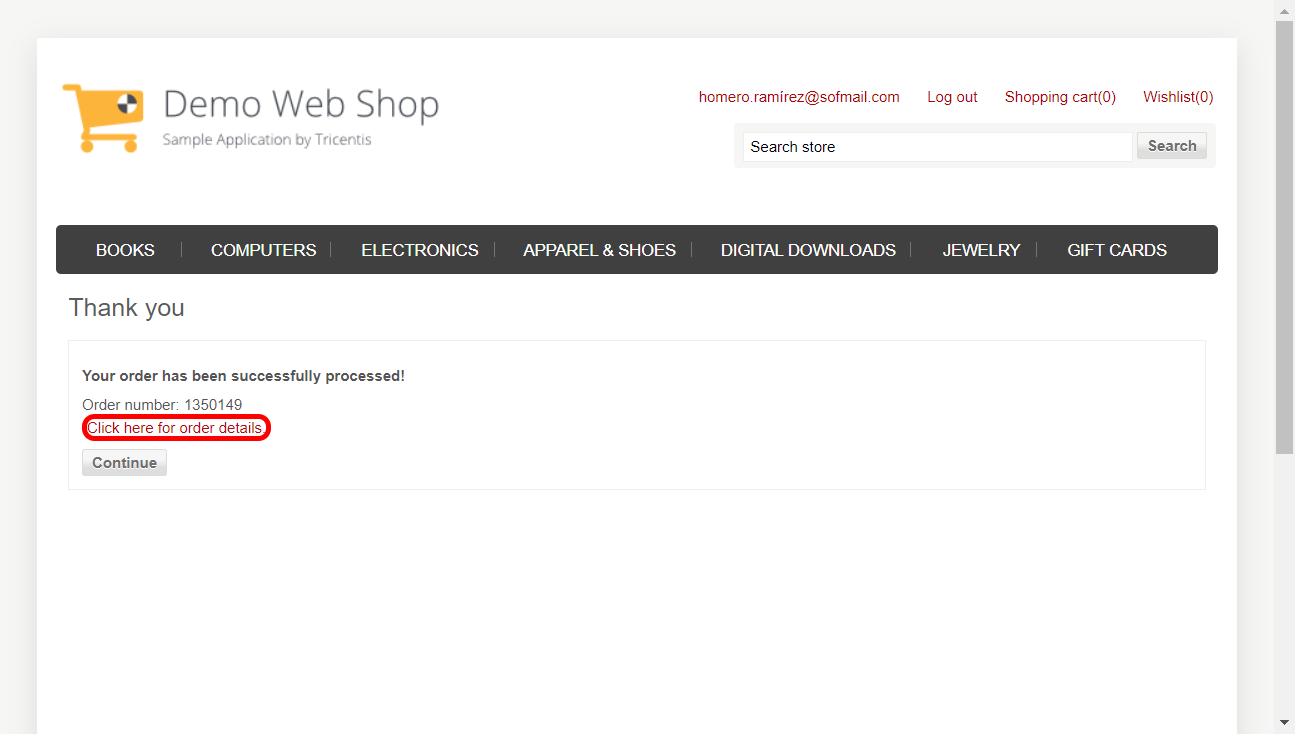 Demo Web Shop
Sample Application by Tricentis
homero.ramírez@sofmail.com Log out Shopping cart(0) Wishlist(0)
Search store Search
BOOKS COMPUTERS ELECTRONICS APPAREL & SHOES DIGITAL DOWNLOADS JEWELRY GIFT CARDS
Thank you
Your order has been successfully processed!
Order number: 1350149
Click here for order details.
Continue